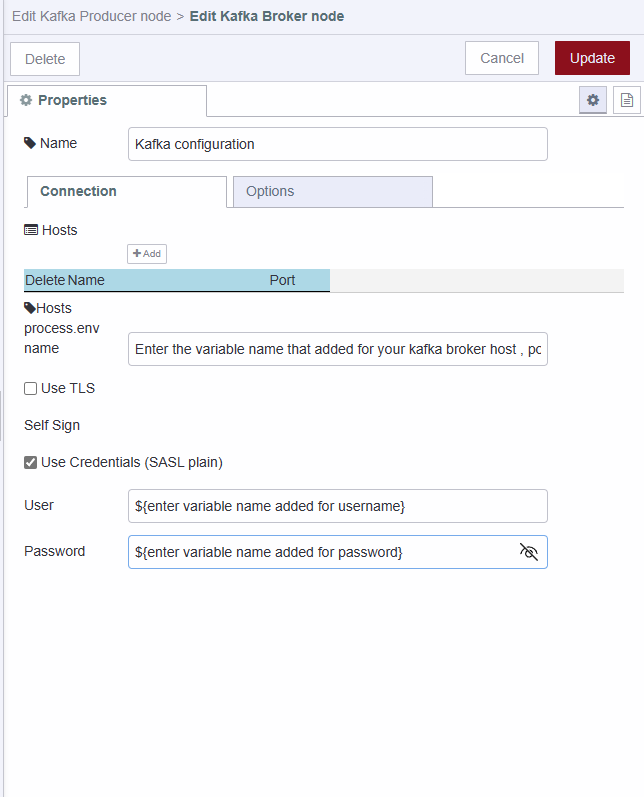 Edit Kafka Producer node > Edit Kafka Broker node
Delete Cancel Update
Properties
Name Kafka configuration
Connection Options
Hosts
+ Add
Delete Name Port
Hosts
process.env
name
Enter the variable name that added for your kafka broker host , pc
Use TLS
Self Sign
Use Credentials (SASL plain)
User ${enter variable name added for username}
Password ${enter variable name added for password}